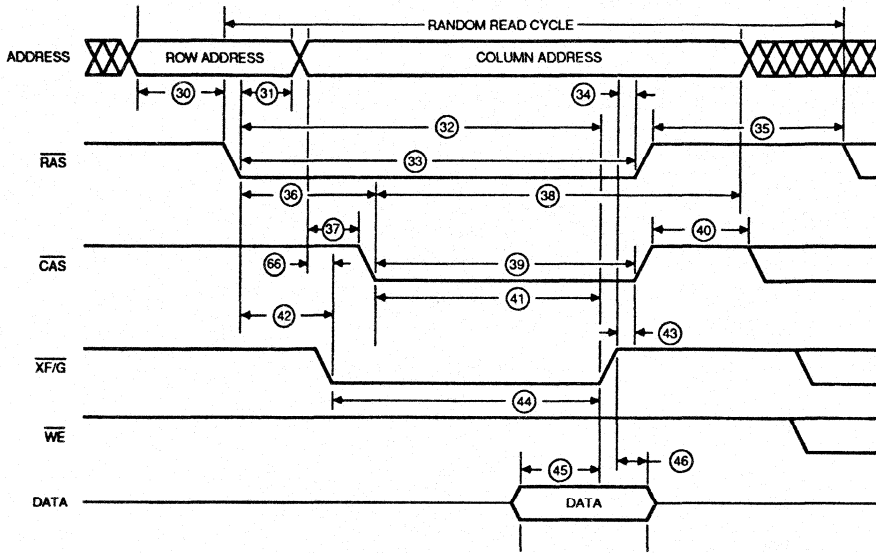 RANDOM READ CYCLE
ADDRESS ROW ADDRESS COLUMN ADDRESS
30 31 34
32 35
RAS 33
36 38
37 40
CAS 66 39
41
42 43
XF/G
44
WE
45 46
DATA DATA